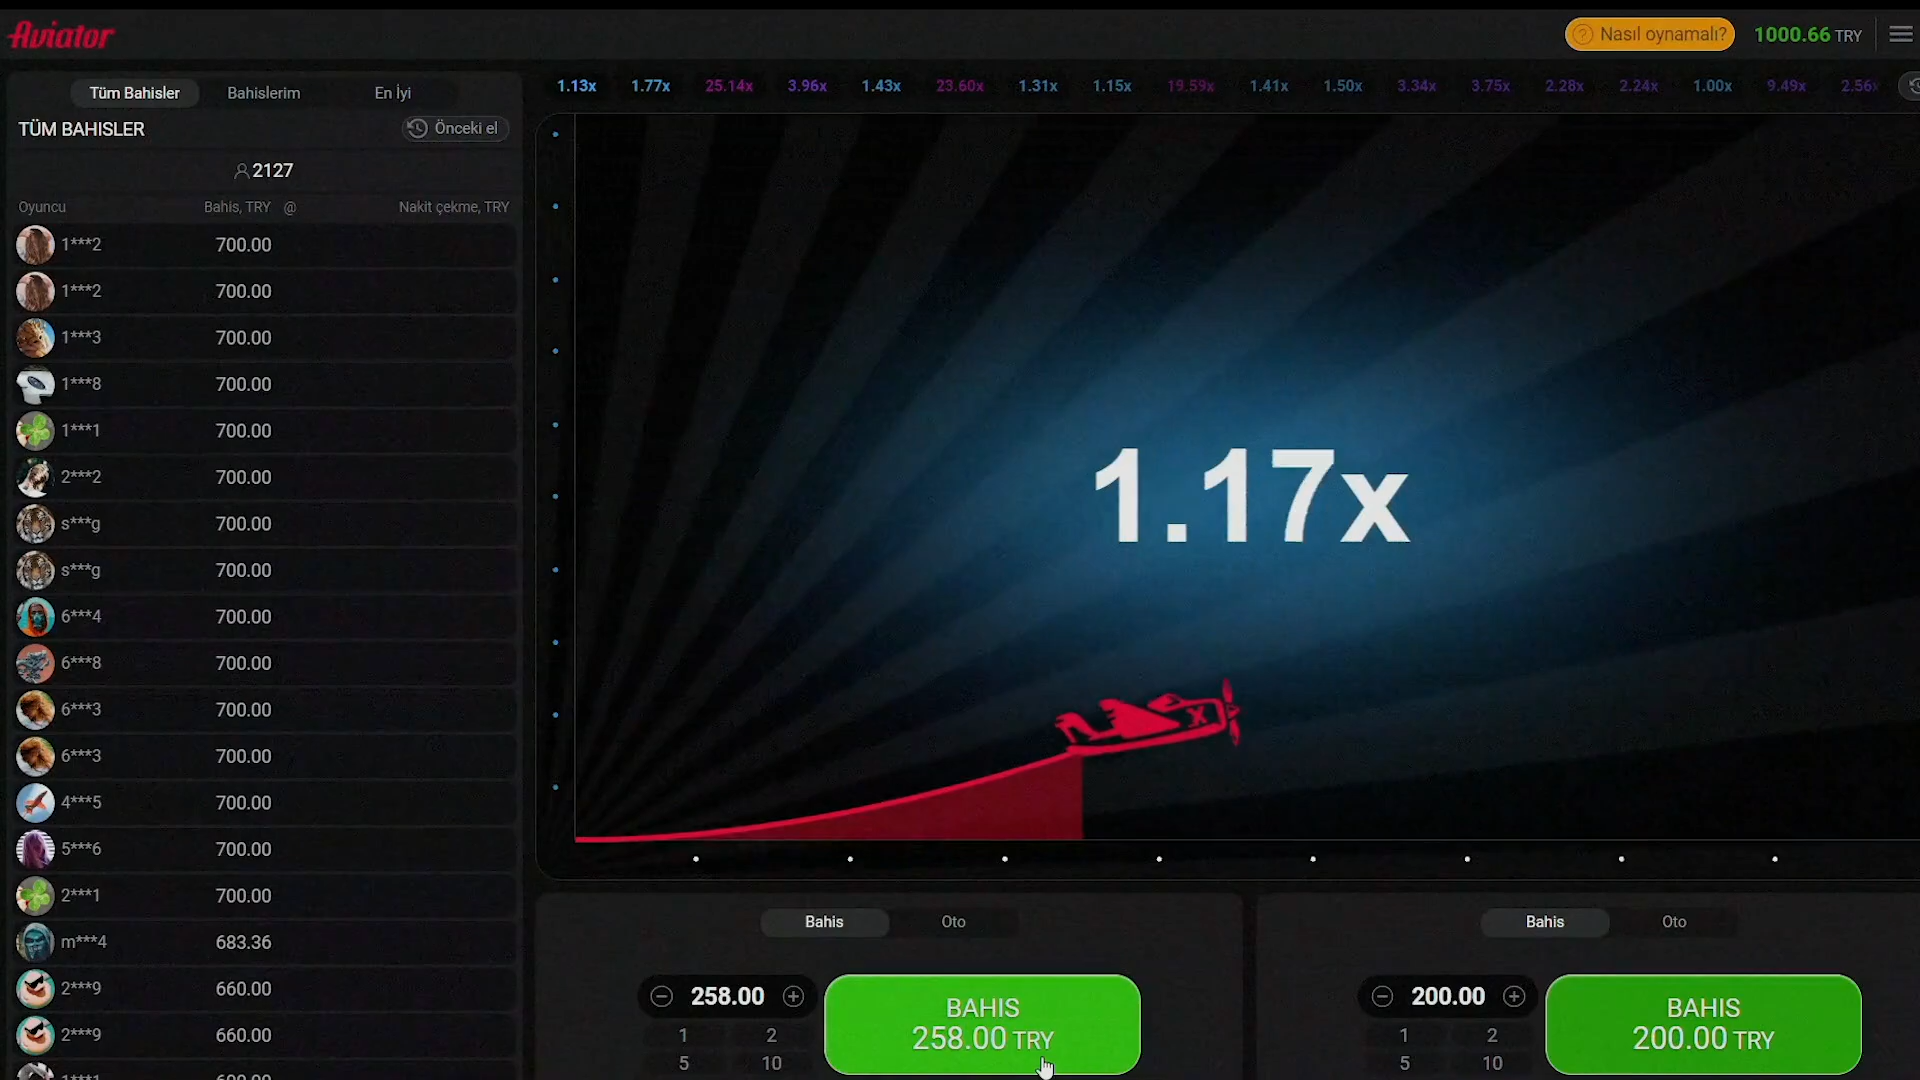 Aviator
Nasıl oynamalı?
1000.66 TRY
Tüm Bahisler
Bahislerim
En İyi
1.13x 1.77x 25.14x 3.96x 1.43x 23.60x 1.31x 1.15x 19.59x 1.41x 1.50x 3.34x 3.75x 2.28x 2.24x 1.00x 9.49x 2.56x
TÜM BAHISLER
Önceki el
2127
Oyuncu Bahis, TRY @ Nakit çekme, TRY
1***2 700.00
1***2 700.00
1***3 700.00
1***8 700.00
1***1 700.00
2***2 700.00
s***g 700.00
s***g 700.00
6***4 700.00
6***8 700.00
6***3 700.00
6***3 700.00
4***5 700.00
5***6 700.00
2***1 700.00
m***4 683.36
2***9 660.00
2***9 660.00
1.17x
X
Bahis Oto
258.00
1 2
5 10
BAHIS
258.00 TRY
Bahis Oto
200.00
1 2
5 10
BAHIS
200.00 TRY